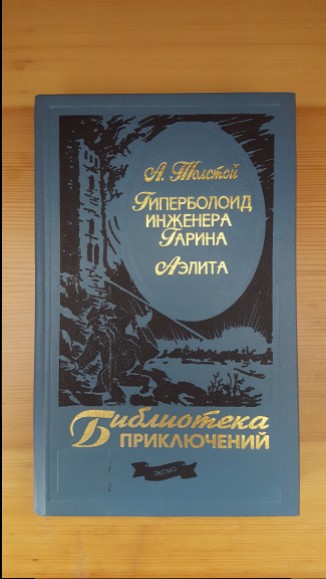 А. Толстой
Гиперболоид
инженера
Гарина
Аэлита
Библиотека
приключений
ЭКСМО